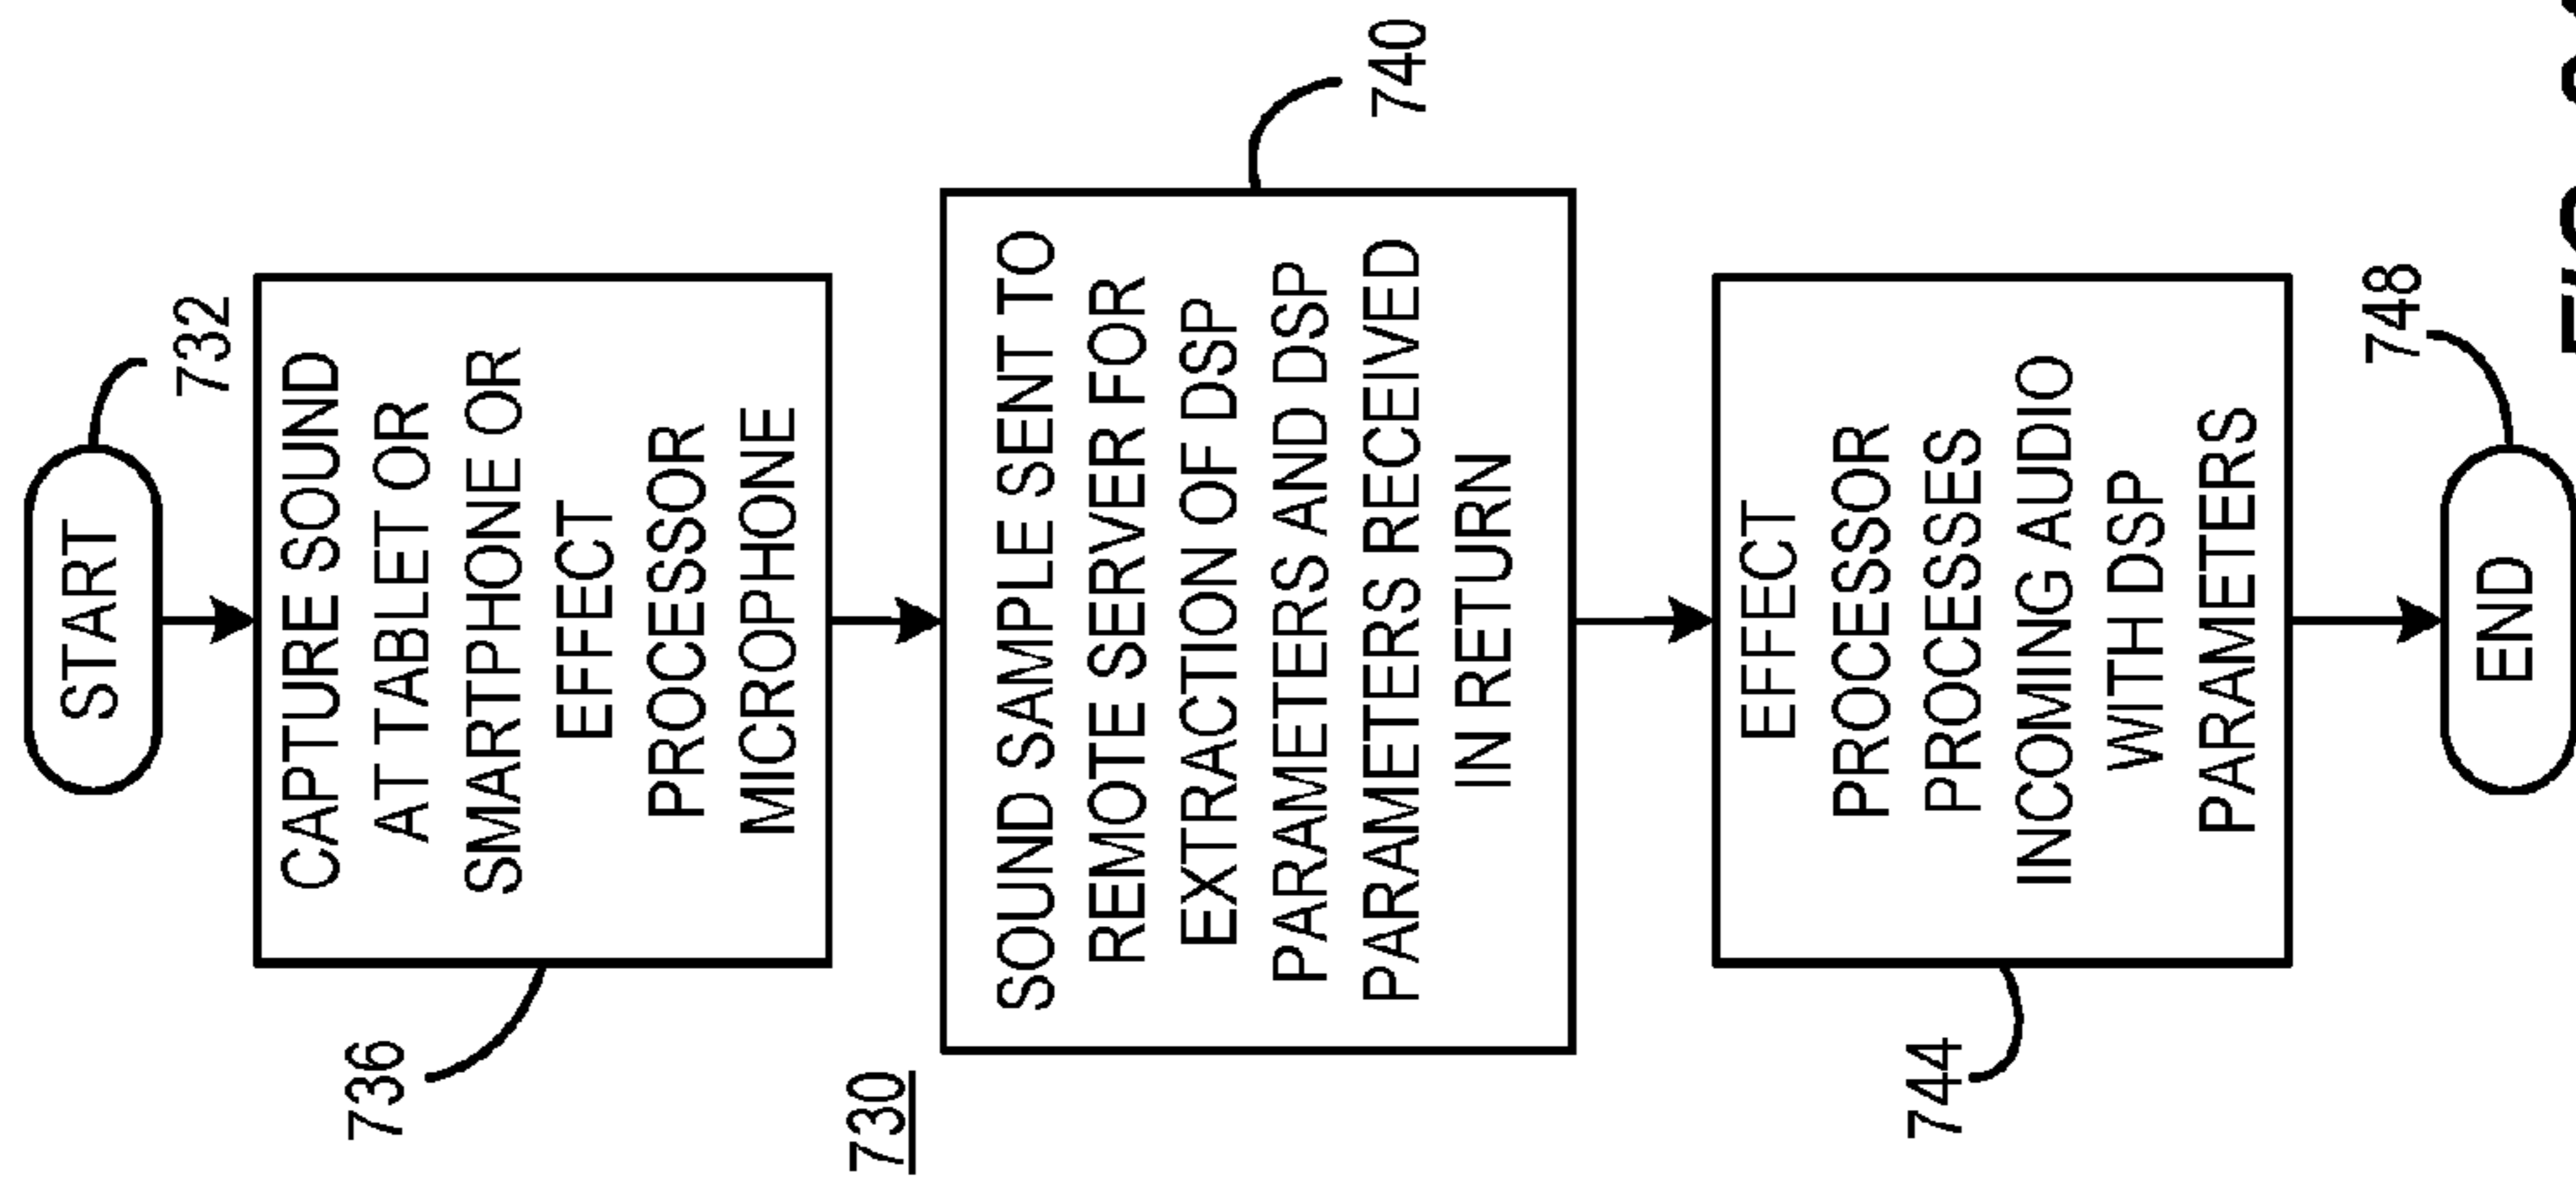 START
732
CAPTURE SOUND
AT TABLET OR
SMARTPHONE OR
EFFECT
PROCESSOR
MICROPHONE
736
730
SOUND SAMPLE SENT TO
REMOTE SERVER FOR
EXTRACTION OF DSP
PARAMETERS AND DSP
PARAMETERS RECEIVED
IN RETURN
740
EFFECT
PROCESSOR
PROCESSES
INCOMING AUDIO
WITH DSP
PARAMETERS
744
748
END